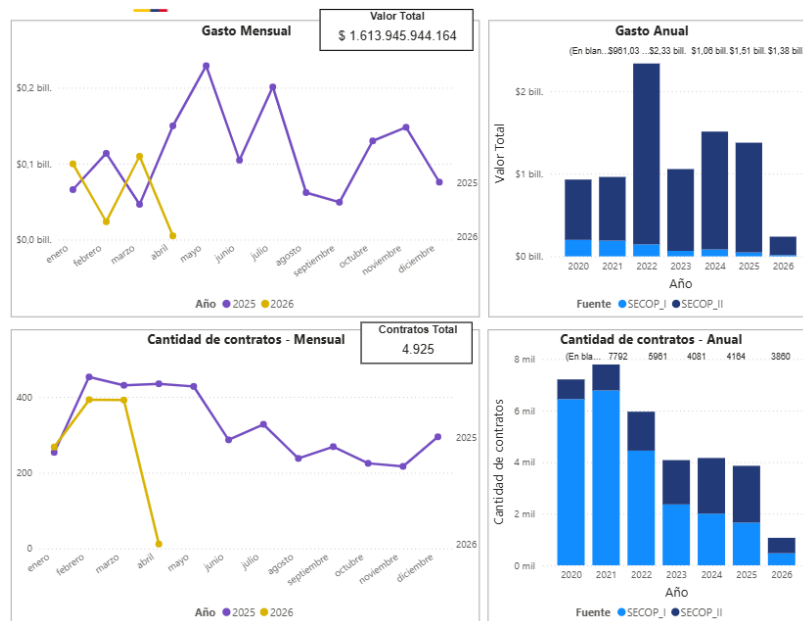 Gasto Mensual
Valor Total
$ 1.613.945.944.164
$0,2 bill.
$0,1 bill.
$0,0 bill.
2025
2026
enero
febrero
marzo
abril
mayo
junio
julio
agosto
septiembre
octubre
noviembre
diciembre
Año 2025 2026
Gasto Anual
(En blan... $961,03 ... $2,33 bill. $1,06 bill. $1,51 bill. $1,38 bill.
Valor Total
$2 bill.
$1 bill.
$0 bill.
2020 2021 2022 2023 2024 2025 2026
Año
Fuente SECOP_I SECOP_II
Cantidad de contratos - Mensual
Contratos Total
4.925
400
200
0
2025
2026
enero
febrero
marzo
abril
mayo
junio
julio
agosto
septiembre
octubre
noviembre
diciembre
Año 2025 2026
Cantidad de contratos - Anual
(En bla... 7792 5961 4081 4164 3860
Cantidad de contratos
8 mil
6 mil
4 mil
2 mil
0 mil
2020 2021 2022 2023 2024 2025 2026
Año
Fuente SECOP_I SECOP_II